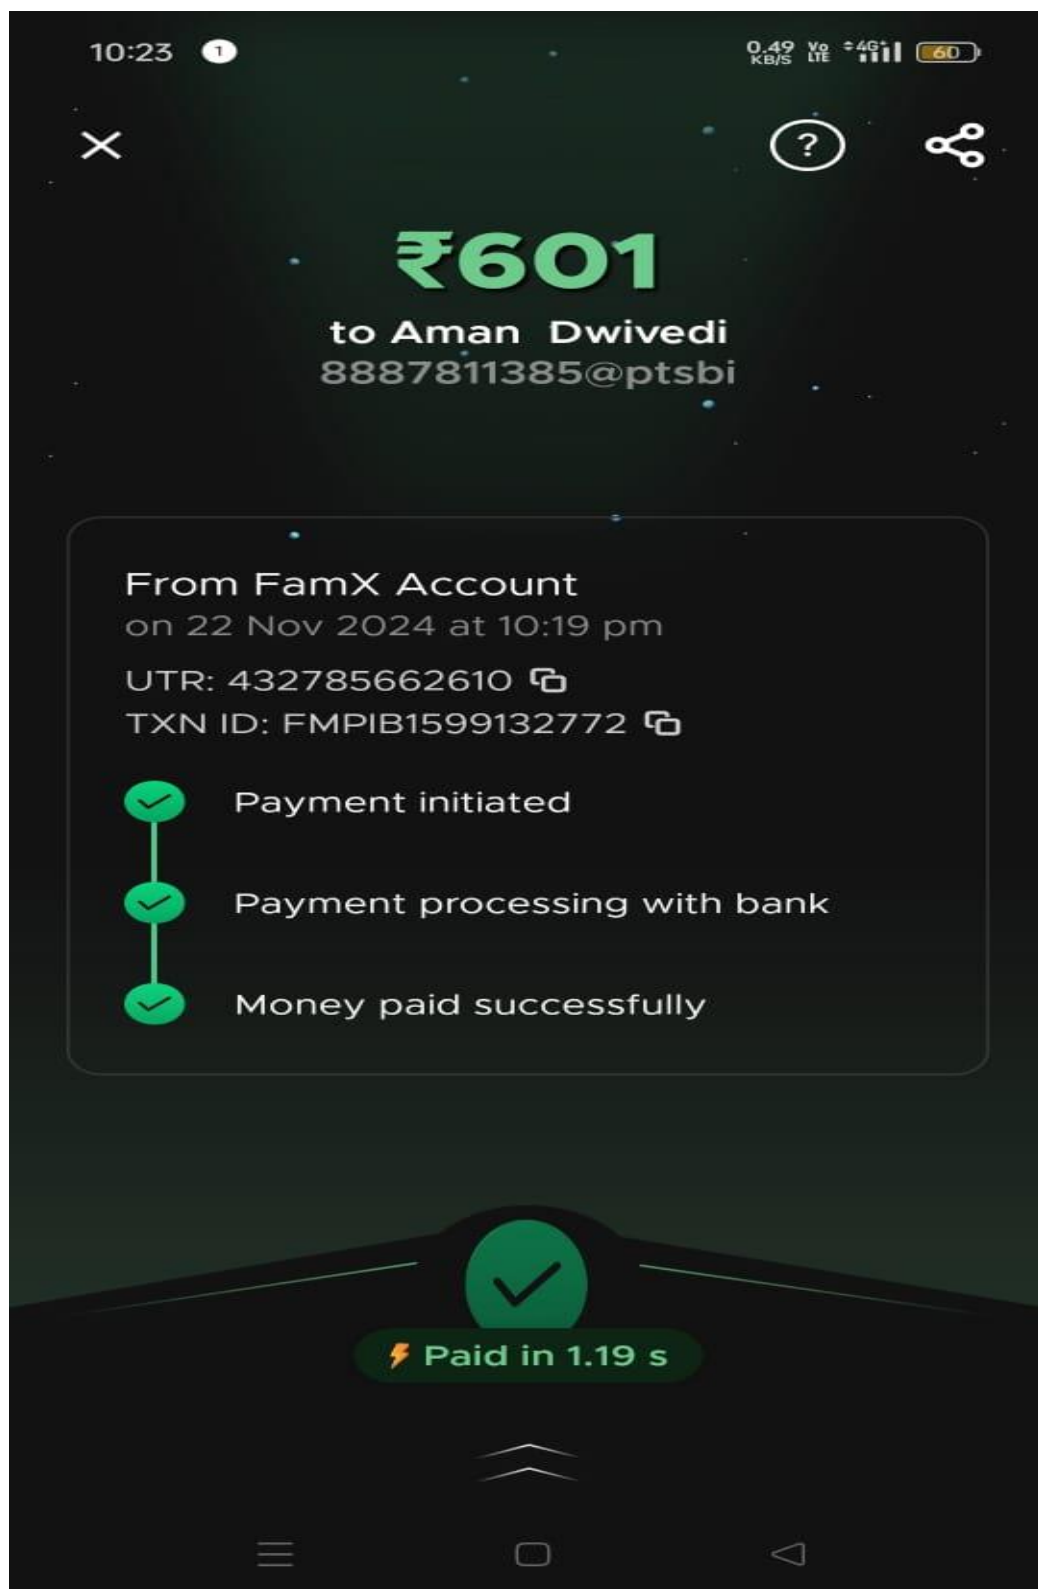 10:23 1 0.49 KB/S Vo LTE 4G+ 60
?
₹601
to Aman Dwivedi
8887811385@ptsbi
From FamX Account
on 22 Nov 2024 at 10:19 pm
UTR: 432785662610
TXN ID: FMPIB1599132772
Payment initiated
Payment processing with bank
Money paid successfully
Paid in 1.19 s